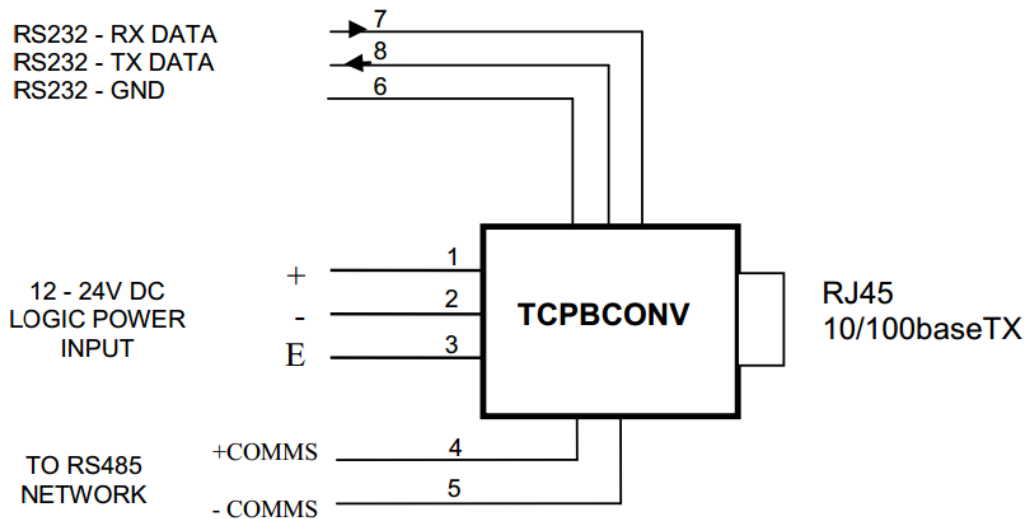 RS232 - RX DATA 7
RS232 - TX DATA 8
RS232 - GND 6
12 - 24V DC
LOGIC POWER
INPUT
+ 1
- 2
E 3
TCPBCONV
RJ45
10/100baseTX
TO RS485
NETWORK
+COMMS 4
- COMMS 5